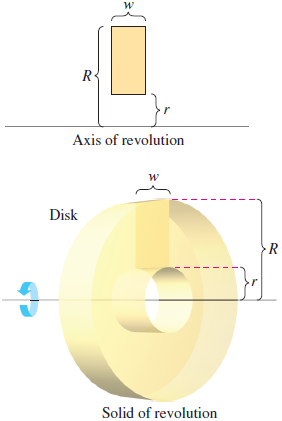 w
R
r
Axis of revolution
w
Disk
R
r
Solid of revolution